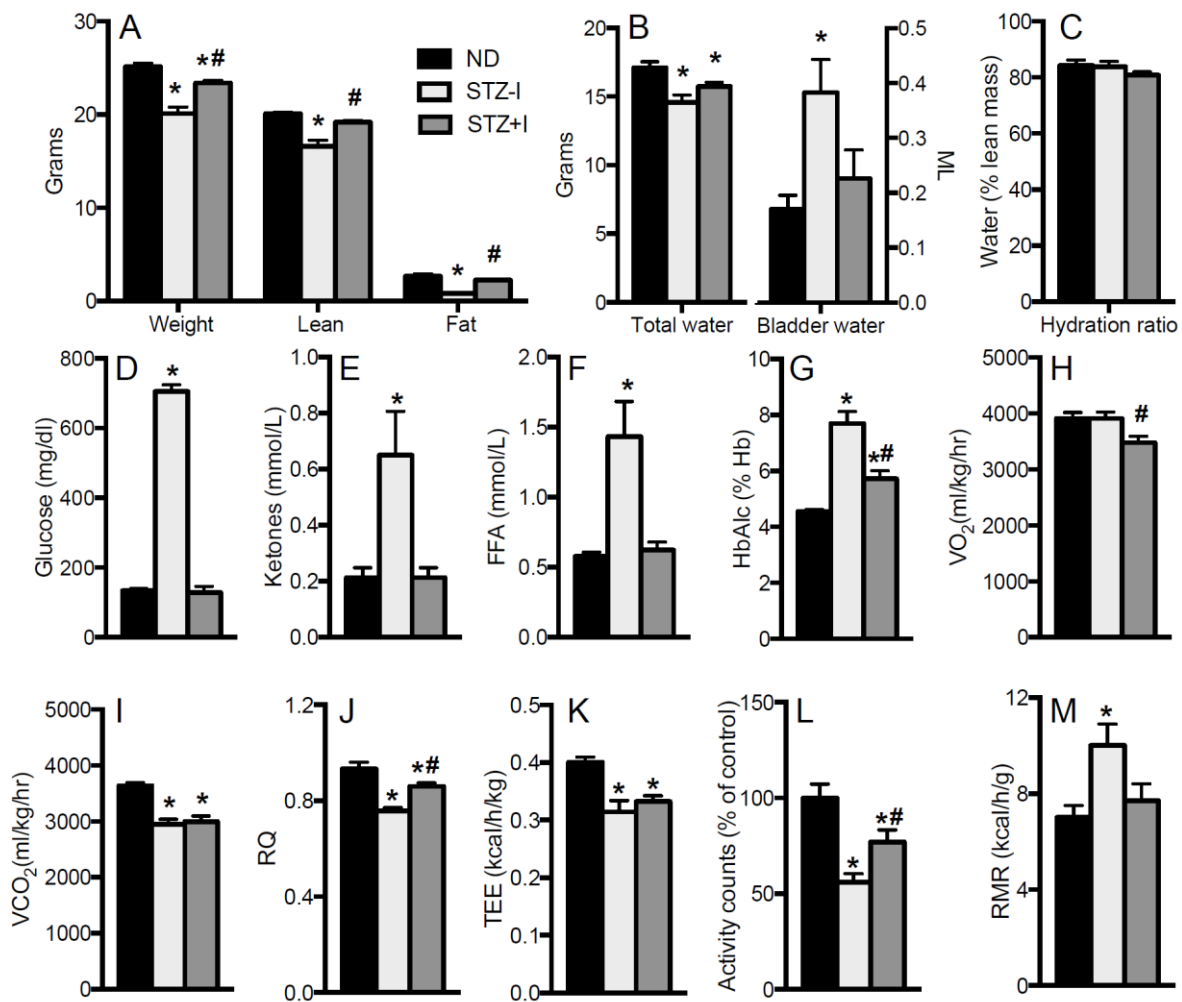 A
Grams
30
20
10
0
* * # * # * #
Weight Lean Fat
ND
STZ-I
STZ+I
B
Grams
20
15
10
5
0
* * *
Total water Bladder water
0.5
0.4
0.3
0.2
0.1
0.0
ML
C
Water (% lean mass)
100
80
60
40
20
0
Hydration ratio
D
Glucose (mg/dl)
800
600
400
200
0
*
E
Ketones (mmol/L)
1.0
0.8
0.6
0.4
0.2
0.0
*
F
FFA (mmol/L)
2.0
1.5
1.0
0.5
0.0
*
G
HbAlc (% Hb)
10
8
6
4
2
0
* *#
H
VO2(ml/kg/hr)
5000
4000
3000
2000
1000
0
#
I
VCO2(ml/kg/hr)
5000
4000
3000
2000
1000
0
* *
J
RQ
1.2
0.8
0.4
0.0
* *#
K
TEE (kcal/h/kg)
0.5
0.4
0.3
0.2
0.1
0.0
* *
L
Activity counts (% of control)
150
100
50
0
* *#
M
RMR (kcal/h/g)
12
8
4
0
*